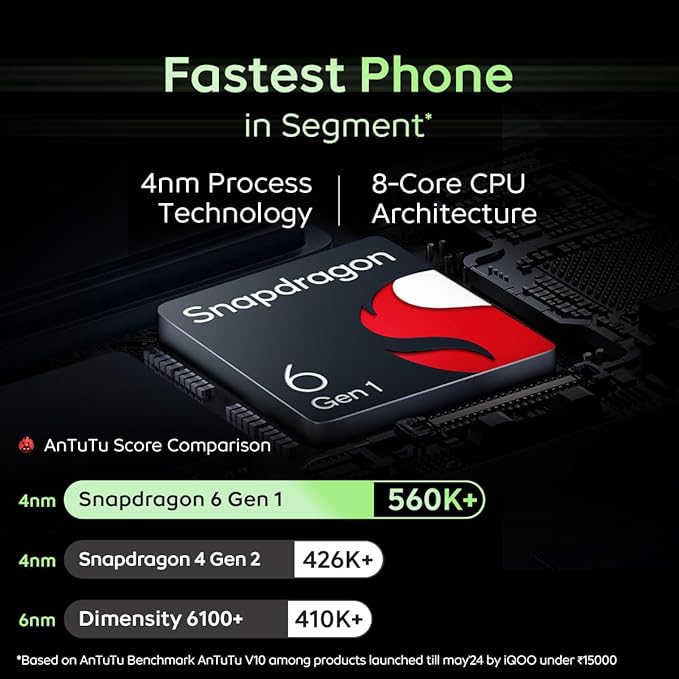 Fastest Phone
in Segment*
4nm Process
Technology
8-Core CPU
Architecture
Snapdragon
6
Gen 1
AnTuTu Score Comparison
4nm Snapdragon 6 Gen 1 560K+
4nm Snapdragon 4 Gen 2 426K+
6nm Dimensity 6100+ 410K+
*Based on AnTuTu Benchmark AnTuTu V10 among products launched till may'24 by iQOO under ₹15000